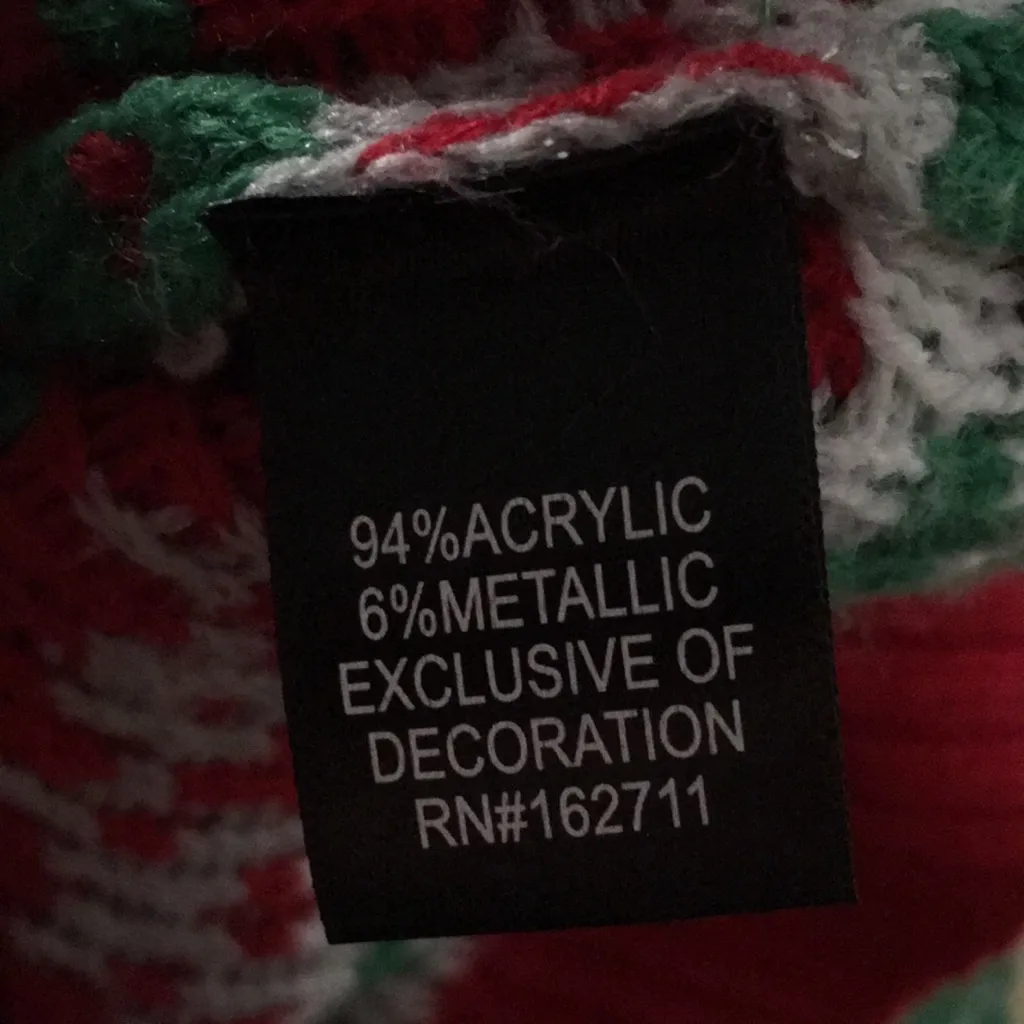 94%ACRYLIC
6%METALLIC
EXCLUSIVE OF
DECORATION
RN#162711